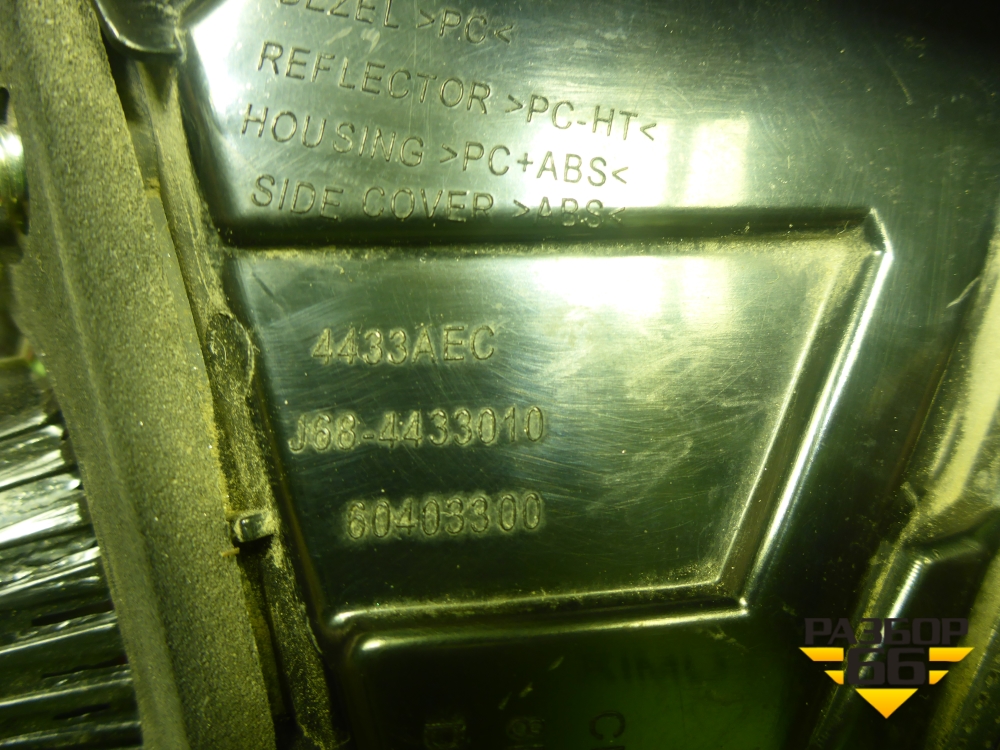 BEZEL >PC<
REFLECTOR >PC-HT<
HOUSING >PC+ABS<
SIDE COVER >ABS<
4433AEC
J68-4433010
60403300
РАЗБОР
66